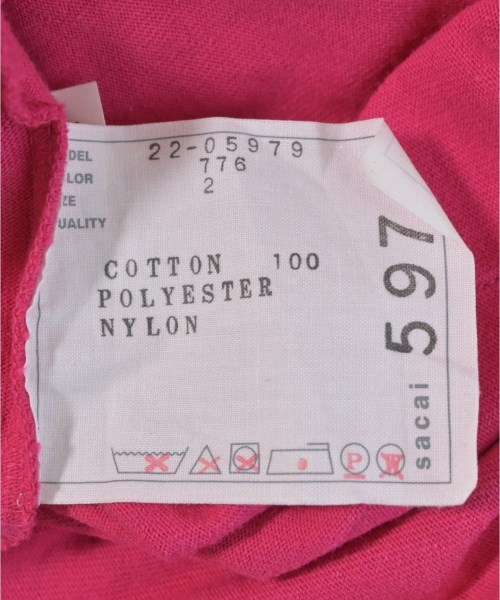 DEL 22-05979
LOR 776
ZE 2
UALITY
COTTON 100
POLYESTER
NYLON
sacai 597
P
W